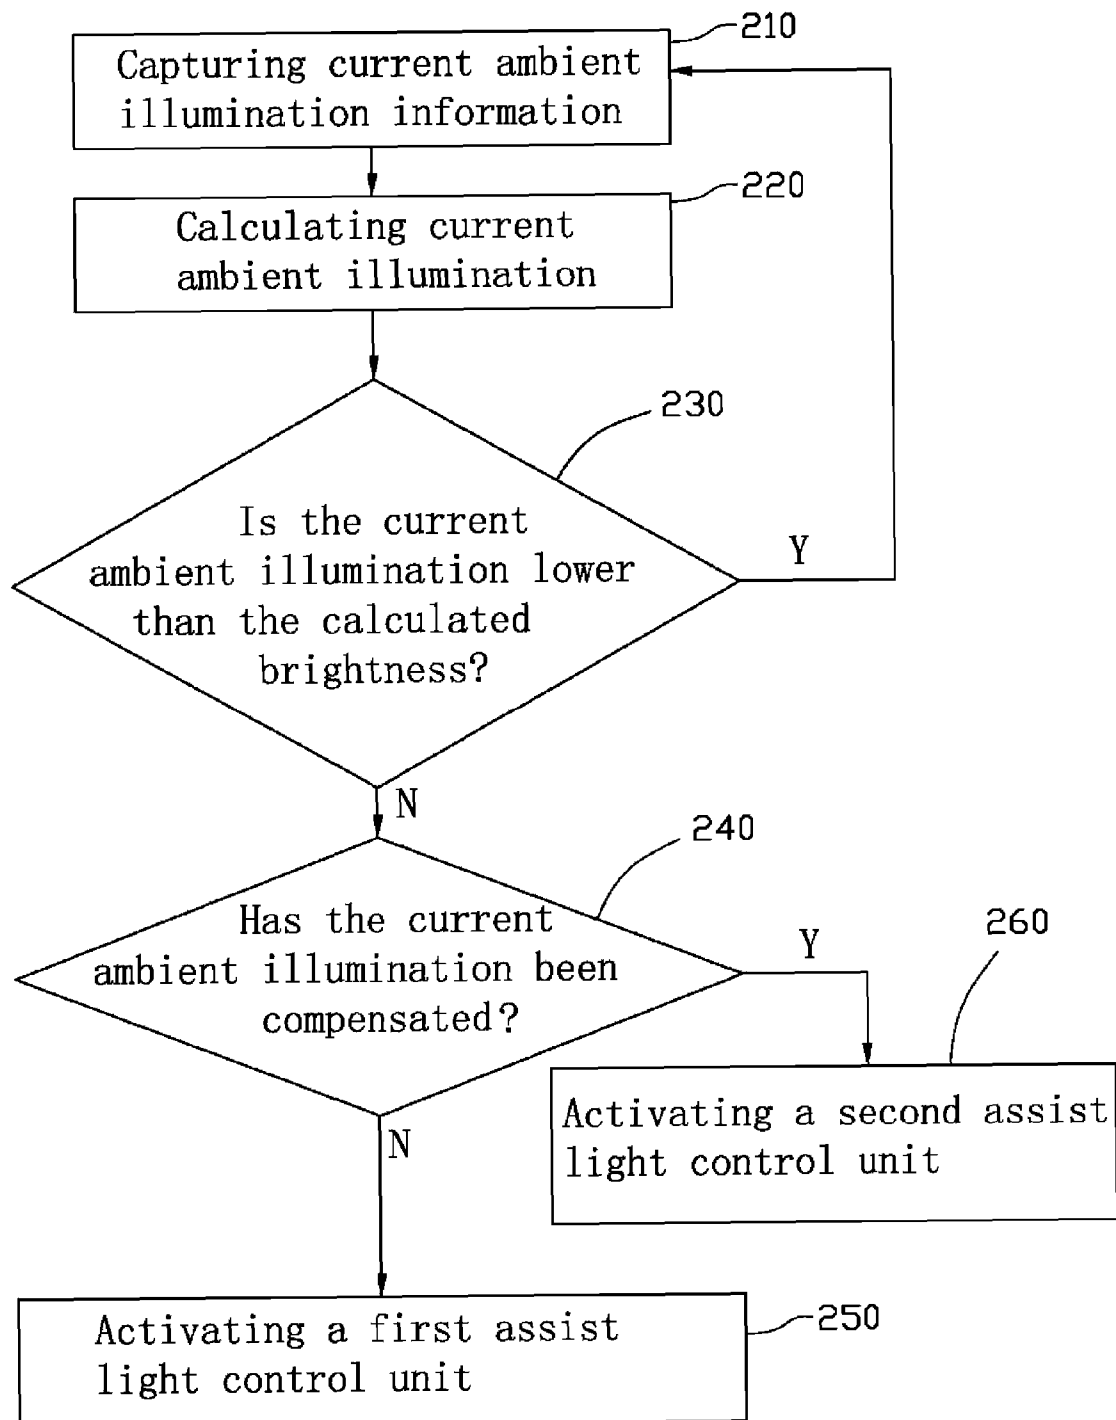 210
Capturing current ambient
illumination information
220
Calculating current
ambient illumination
230
Is the current
ambient illumination lower
than the calculated
brightness?
Y
N
240
Has the current
ambient illumination been
compensated?
Y
260
N
Activating a second assist
light control unit
250
Activating a first assist
light control unit